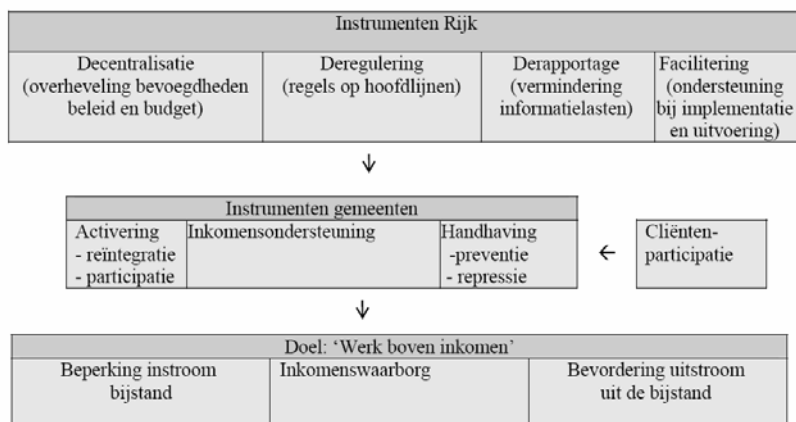 Instrumenten Rijk
Decentralisatie
(overheveling bevoegdheden
beleid en budget)
Deregulering
(regels op hoofdlijnen)
Derapportage
(vermindering
informatielasten)
Facilitering
(ondersteuning
bij implementatie
en uitvoering)
Instrumenten gemeenten
Activering
- reïntegratie
- participatie
Inkomensondersteuning
Handhaving
-preventie
- repressie
Cliënten-
participatie
Doel: ‘Werk boven inkomen’
Beperking instroom
bijstand
Inkomenswaarborg
Bevordering uitstroom
uit de bijstand